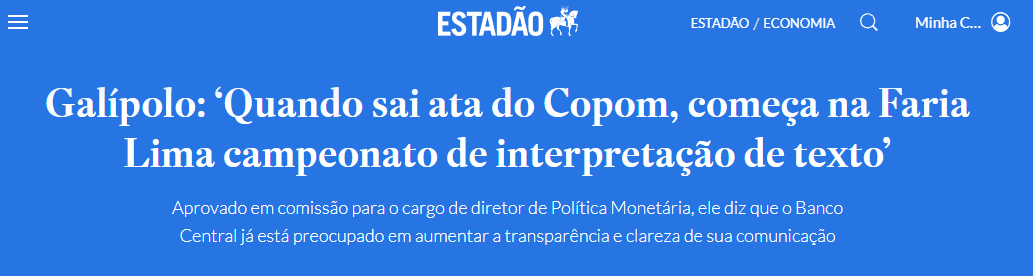 ESTADÃO
ESTADÃO / ECONOMIA
Minha C...
Galípolo: ‘Quando sai ata do Copom, começa na Faria
Lima campeonato de interpretação de texto’
Aprovado em comissão para o cargo de diretor de Política Monetária, ele diz que o Banco
Central já está preocupado em aumentar a transparência e clareza de sua comunicação